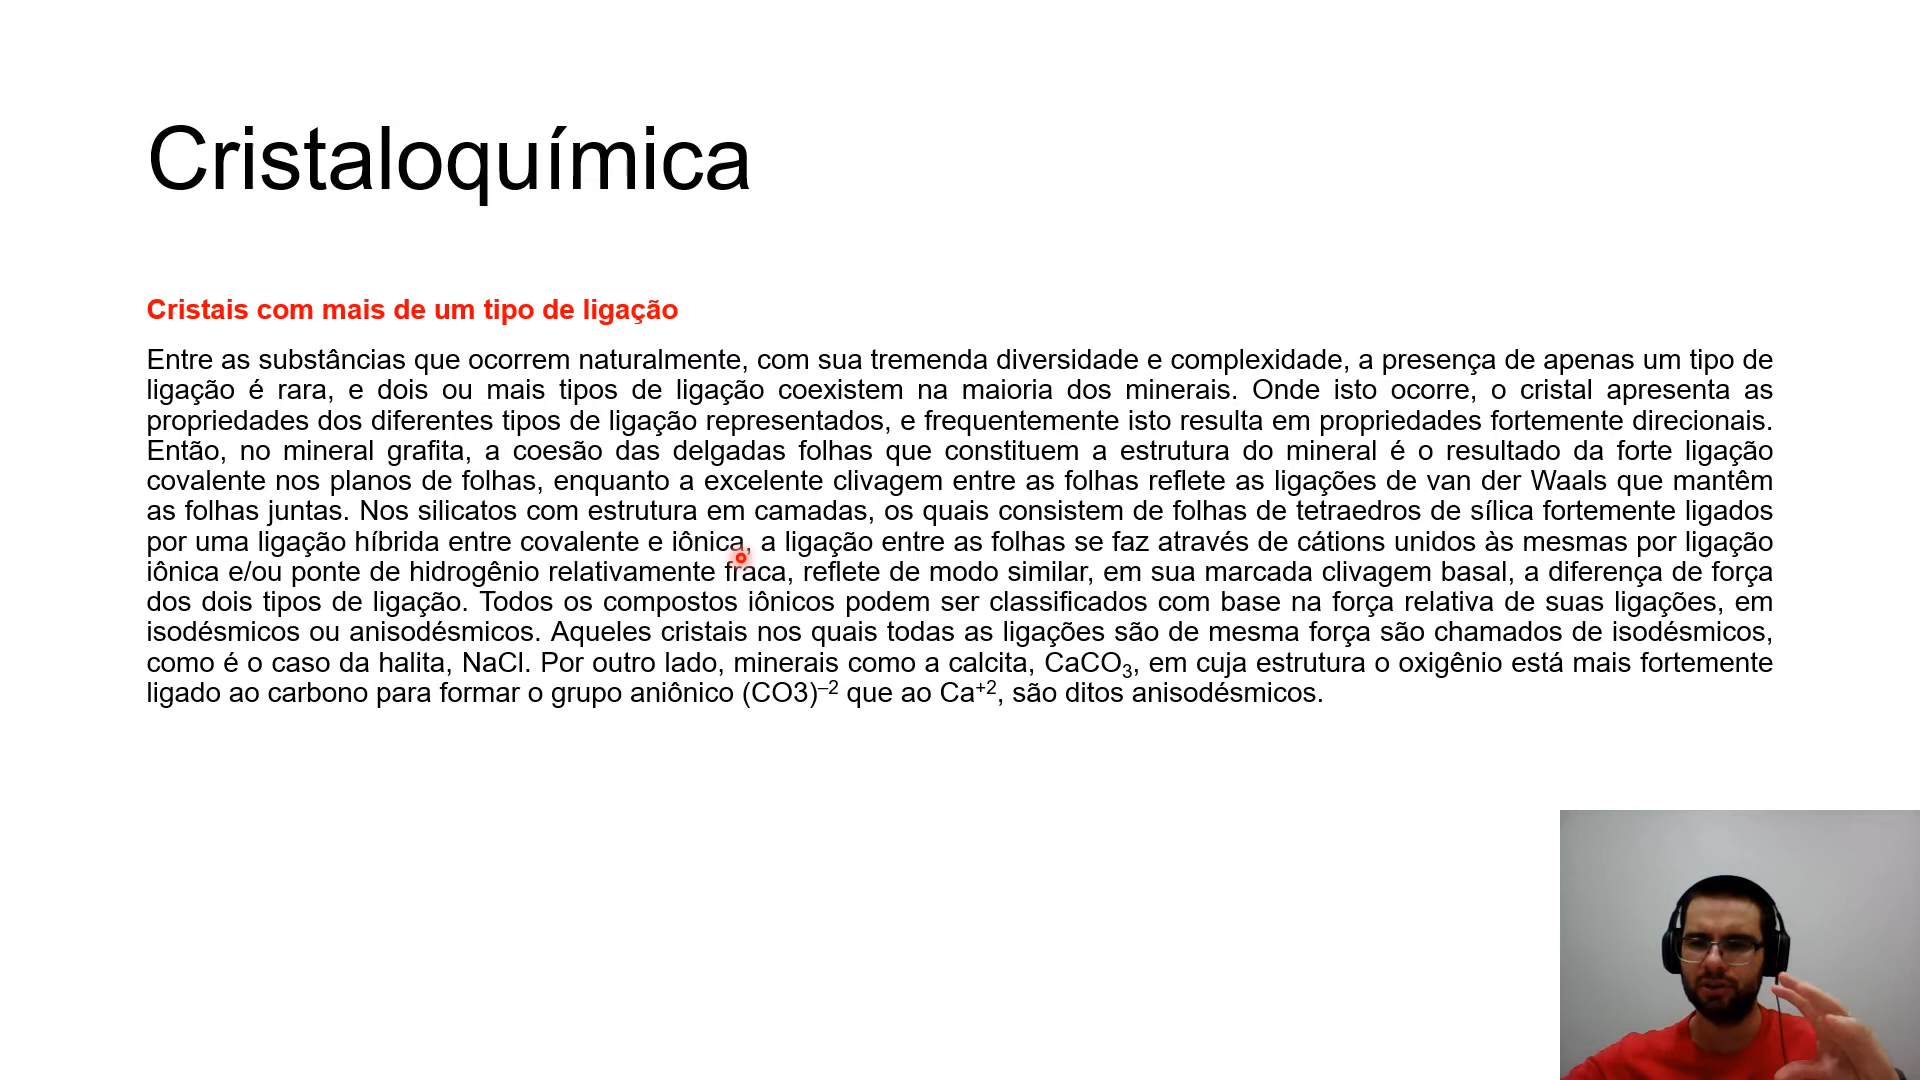 Cristaloquímica
Cristais com mais de um tipo de ligação
Entre as substâncias que ocorrem naturalmente, com sua tremenda diversidade e complexidade, a presença de apenas um tipo de
ligação é rara, e dois ou mais tipos de ligação coexistem na maioria dos minerais. Onde isto ocorre, o cristal apresenta as
propriedades dos diferentes tipos de ligação representados, e frequentemente isto resulta em propriedades fortemente direcionais.
Então, no mineral grafita, a coesão das delgadas folhas que constituem a estrutura do mineral é o resultado da forte ligação
covalente nos planos de folhas, enquanto a excelente clivagem entre as folhas reflete as ligações de van der Waals que mantêm
as folhas juntas. Nos silicatos com estrutura em camadas, os quais consistem de folhas de tetraedros de sílica fortemente ligados
por uma ligação híbrida entre covalente e iônica, a ligação entre as folhas se faz através de cátions unidos às mesmas por ligação
iônica e/ou ponte de hidrogênio relativamente fraca, reflete de modo similar, em sua marcada clivagem basal, a diferença de força
dos dois tipos de ligação. Todos os compostos iônicos podem ser classificados com base na força relativa de suas ligações, em
isodésmicos ou anisodésmicos. Aqueles cristais nos quais todas as ligações são de mesma força são chamados de isodésmicos,
como é o caso da halita, NaCl. Por outro lado, minerais como a calcita, CaCO₃, em cuja estrutura o oxigênio está mais fortemente
ligado ao carbono para formar o grupo aniônico (CO3)⁻² que ao Ca⁺², são ditos anisodésmicos.